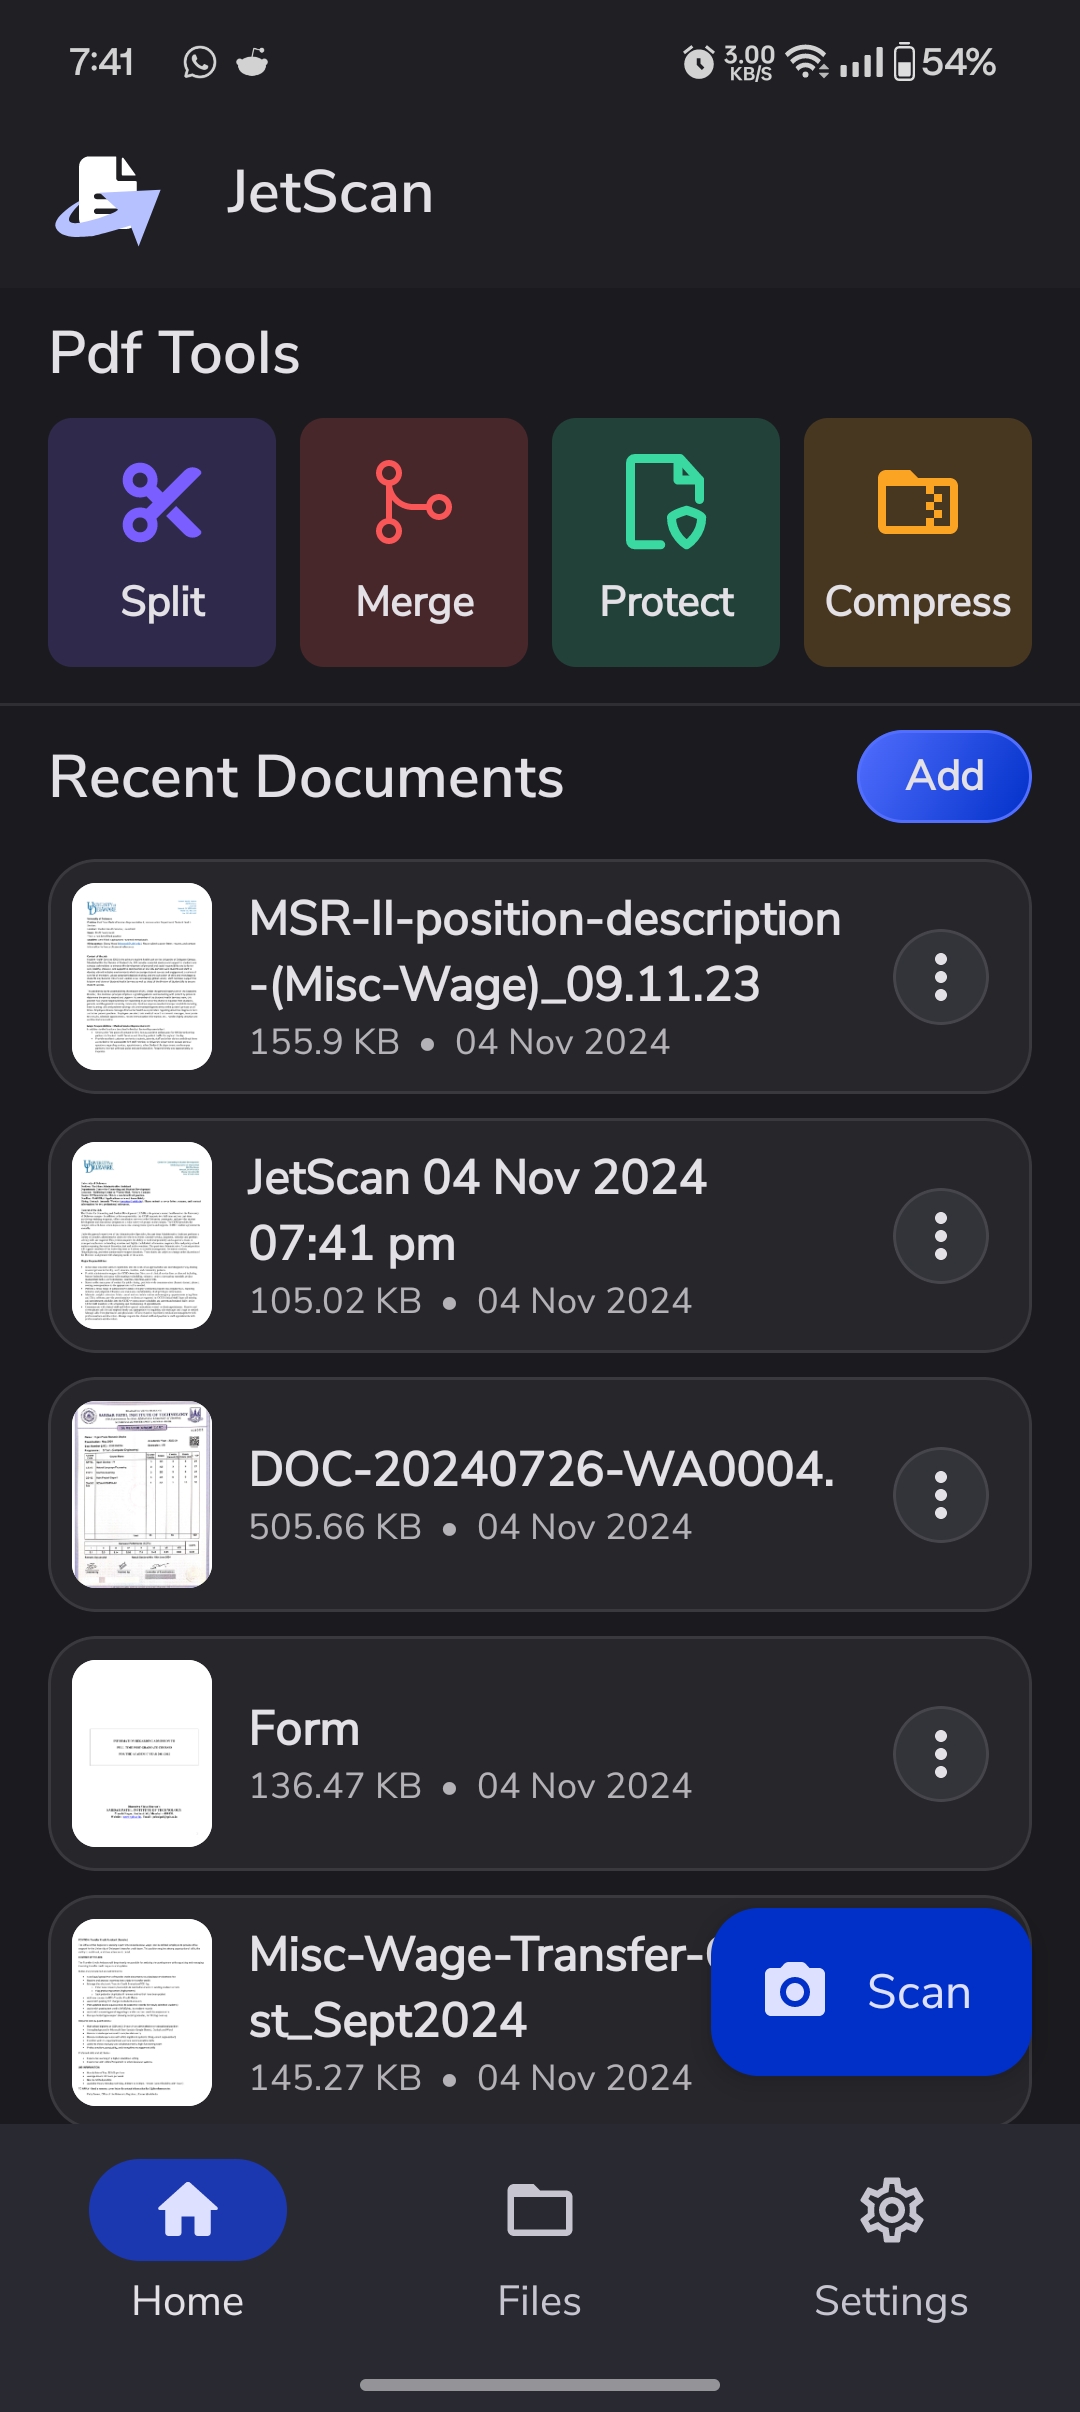 7:41
3.00
KB/S
54%
JetScan
Pdf Tools
Split
Merge
Protect
Compress
Recent Documents
Add
MSR-II-position-description
-(Misc-Wage)_09.11.23
155.9 KB ● 04 Nov 2024
JetScan 04 Nov 2024
07:41 pm
105.02 KB ● 04 Nov 2024
DOC-20240726-WA0004.
505.66 KB ● 04 Nov 2024
Form
136.47 KB ● 04 Nov 2024
Misc-Wage-Transfer-
st_Sept2024
145.27 KB ● 04 Nov 2024
Scan
Home
Files
Settings